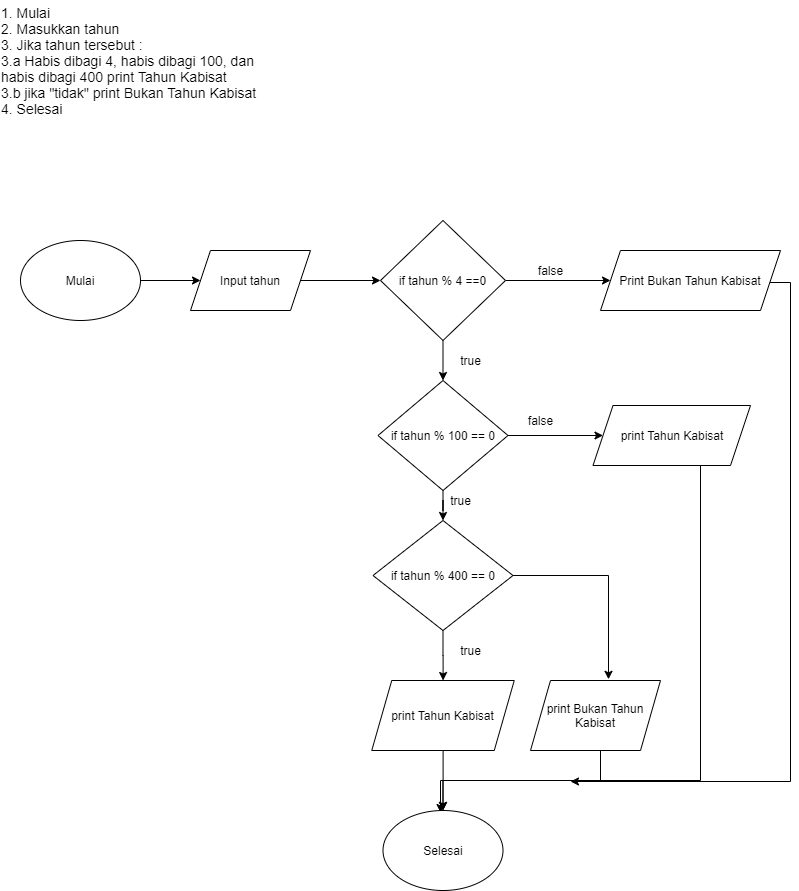 1. Mulai
2. Masukkan tahun
3. Jika tahun tersebut :
3.a Habis dibagi 4, habis dibagi 100, dan
habis dibagi 400 print Tahun Kabisat
3.b jika "tidak" print Bukan Tahun Kabisat
4. Selesai
Mulai
Input tahun
if tahun % 4 ==0
false
Print Bukan Tahun Kabisat
true
if tahun % 100 == 0
false
print Tahun Kabisat
true
if tahun % 400 == 0
true
print Tahun Kabisat
print Bukan Tahun
Kabisat
Selesai